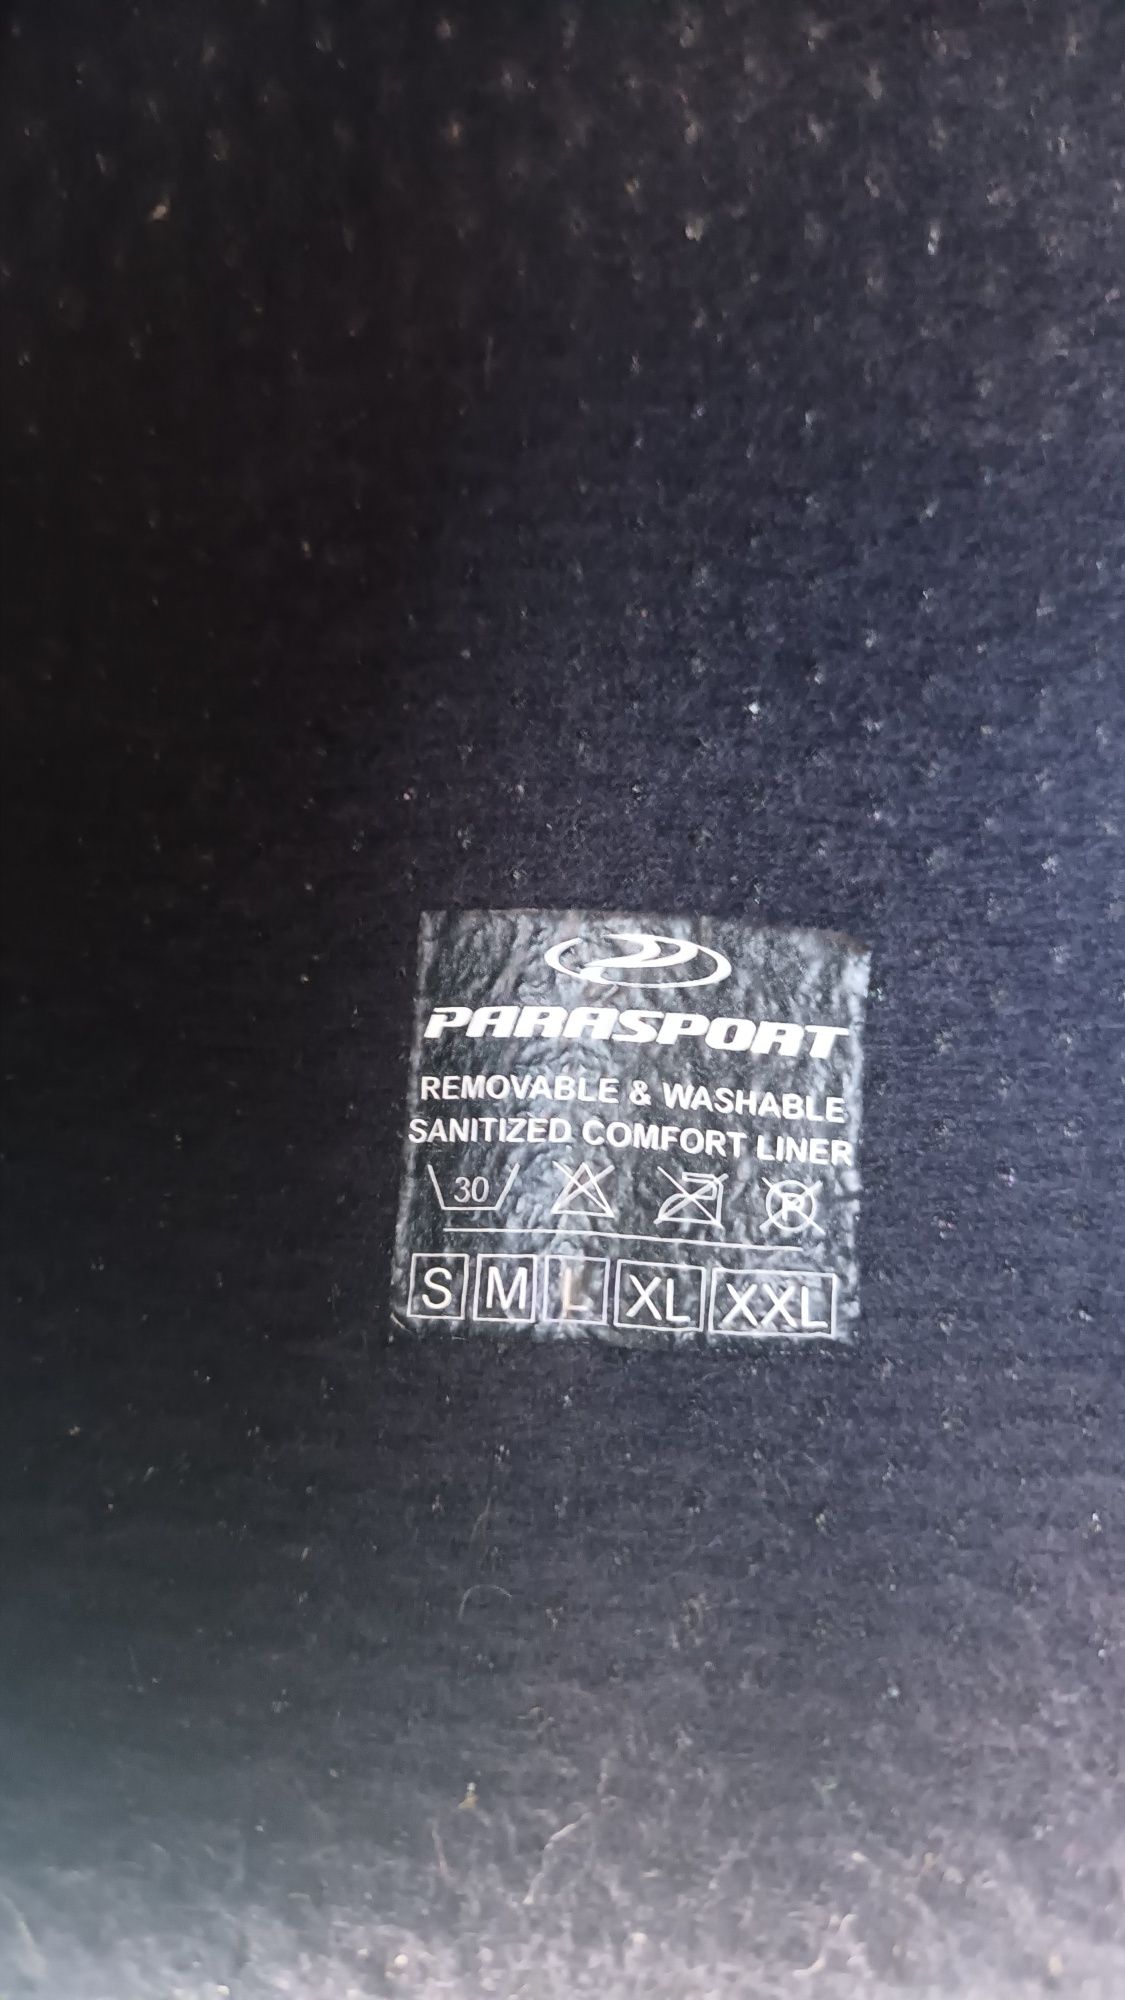 PARASPORT
REMOVABLE & WASHABLE
SANITIZED COMFORT LINER
30 P
S M L XL XXL